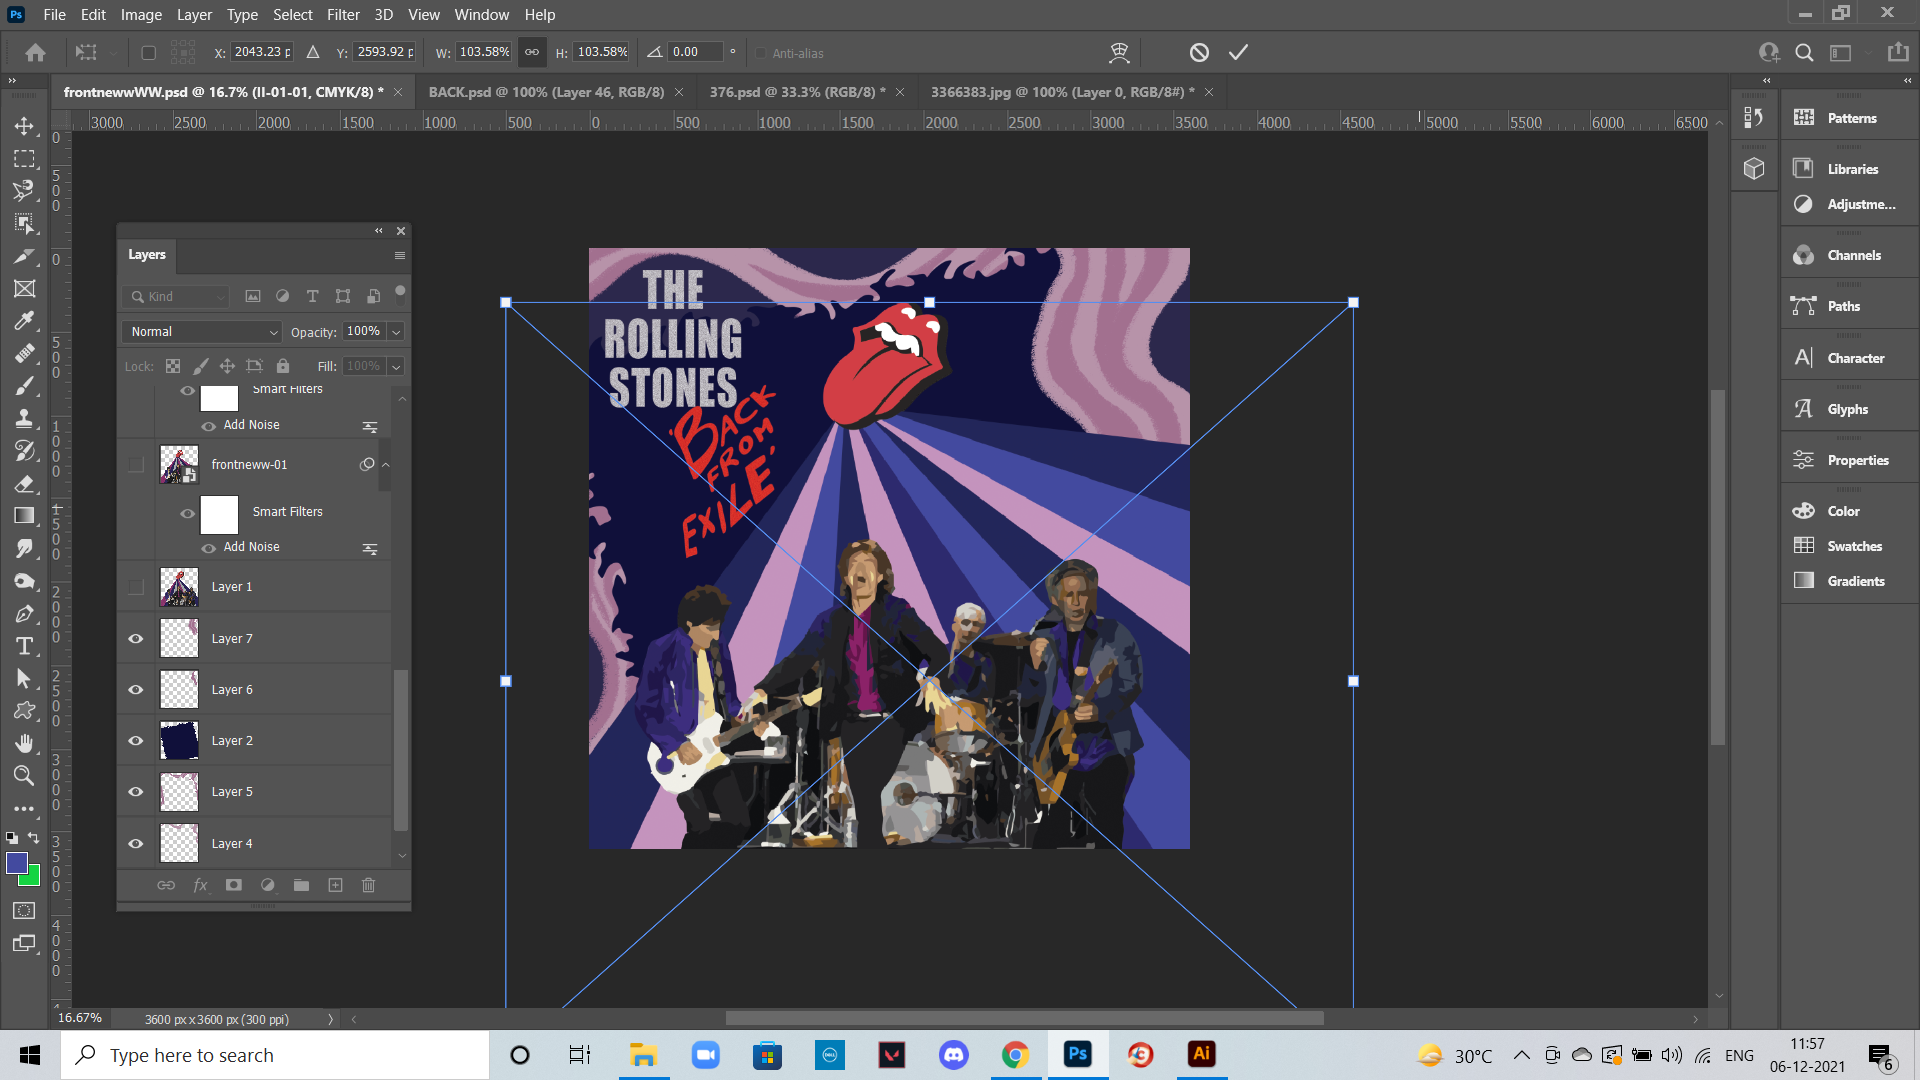 File Edit Image Layer Type Select Filter 3D View Window Help
X: 2043.23 p Y: 2593.92 p W: 103.58% H: 103.58% 0.00 ° Anti-alias
frontnewwWW.psd @ 16.7% (II-01-01, CMYK/8) * BACK.psd @ 100% (Layer 46, RGB/8) 376.psd @ 33.3% (RGB/8) * 3366383.jpg @ 100% (Layer 0, RGB/8#) *
3000 2500 2000 1500 1000 500 0 500 1000 1500 2000 2500 3000 3500 4000 4500 5000 5500 6000 6500
Layers
Kind
Normal Opacity: 100%
Lock: Fill: 100%
Smart Filters
Add Noise
frontneww-01
Smart Filters
Add Noise
Layer 1
Layer 7
Layer 6
Layer 2
Layer 5
Layer 4
THE
ROLLING
STONES
'BACK
FROM
EXILE'
Patterns
Libraries
Adjustme...
Channels
Paths
Character
Glyphs
Properties
Color
Swatches
Gradients
16.67% 3600 px x 3600 px (300 ppi)
Type here to search
30°C ENG 11:57
06-12-2021
6